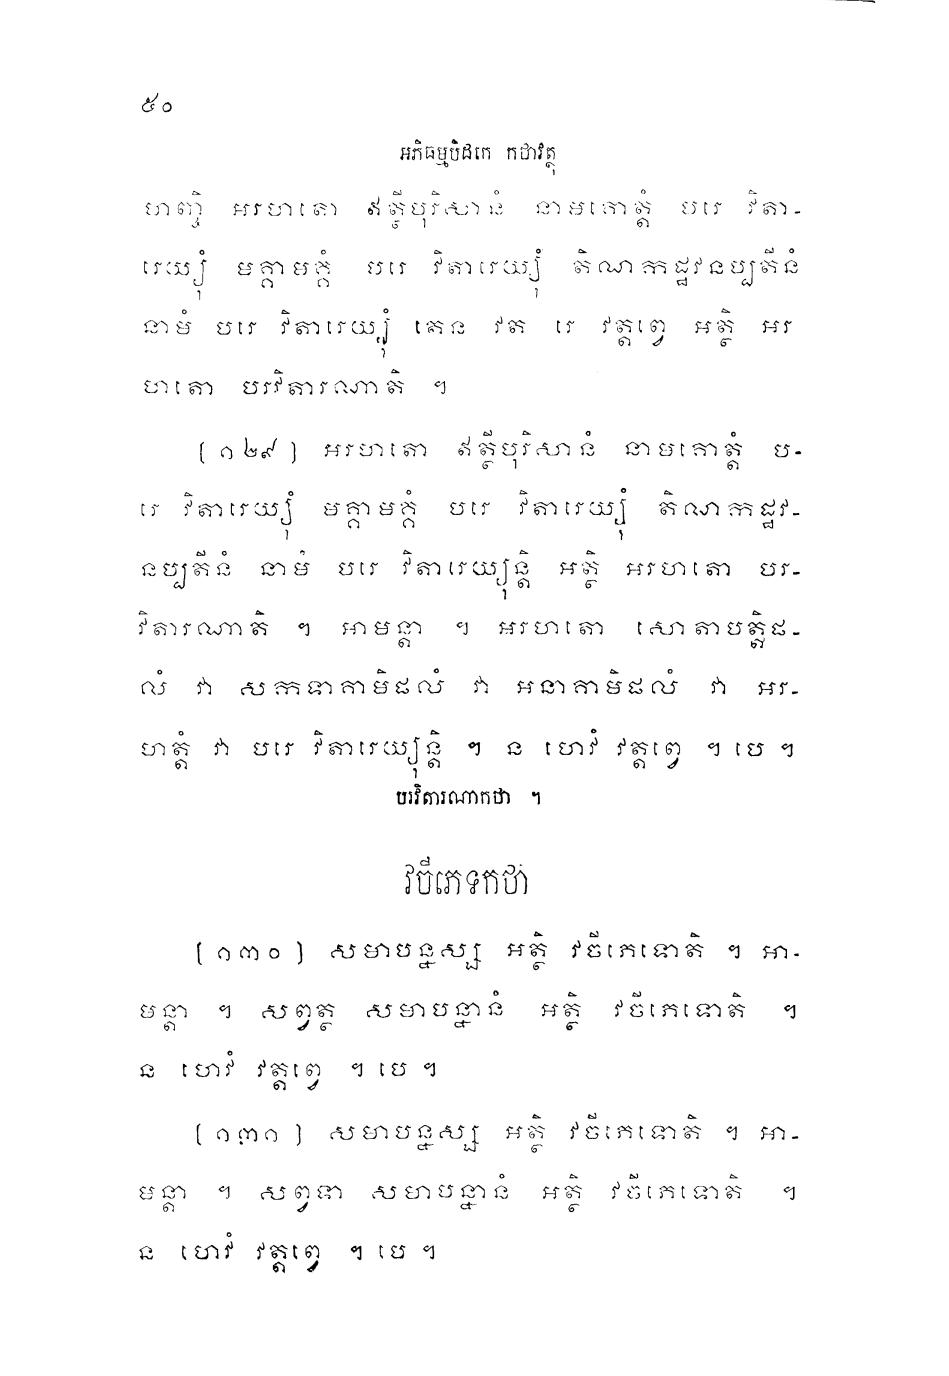 ៥០
អភិធម្មបិដកេ កថាវត្ថុ
ហញ្ចិ អរហតោ ឥត្ថីបុរិសានំ នាមគោត្តំ បរេ វិតា-
រេយ្យុំ មគ្គាមគ្គំ បរេ វិតារេយ្យុំ តិណកដ្ឋវនប្បតីនំ
នាមំ បរេ វិតារេយ្យុំ តេន វត រេ វត្តព្វេ អត្ថិ អរ
ហតោ បរវិតារណាតិ ។
(១២៩) អរហតោ ឥត្ថីបុរិសានំ នាមគោត្តំ ប-
រេ វិតារេយ្យុំ មគ្គាមគ្គំ បរេ វិតារេយ្យុំ តិណកដ្ឋវ-
នប្បតីនំ នាមំ បរេ វិតារេយ្យុន្តិ អត្ថិ អរហតោ បរ-
វិតារណាតិ ។ អាមន្តា ។ អរហតោ សោតាបត្តិផ-
លំ វា សកទាគាមិផលំ វា អនាគាមិផលំ វា អរ-
ហត្តំ វា បរេ វិតារេយ្យុន្តិ ។ ន ហេវំ វត្តព្វេ ។ បេ ។
បរវិតារណាកថា ។
វចីភេទកថា
(១៣០) សមាបន្នស្ស អត្ថិ វចីភេទោតិ ។ អា-
មន្តា ។ សព្វត្ថ សមាបន្នានំ អត្ថិ វចីភេទោតិ ។
ន ហេវំ វត្តព្វេ ។ បេ ។
(១៣១) សមាបន្នស្ស អត្ថិ វចីភេទោតិ ។ អា-
មន្តា ។ សព្វទា សមាបន្នានំ អត្ថិ វចីភេទោតិ ។
ន ហេវំ វត្តព្វេ ។ បេ ។